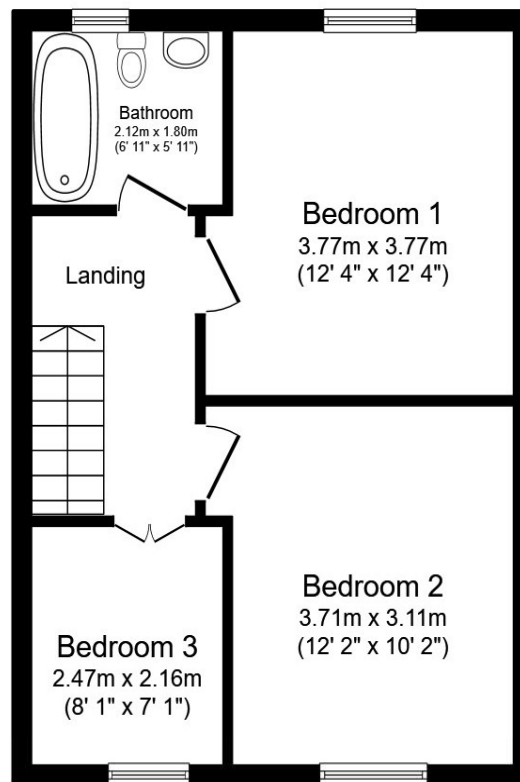 Bathroom
2.12m x 1.80m
(6' 11" x 5' 11")
Bedroom 1
3.77m x 3.77m
(12' 4" x 12' 4")
Landing
Bedroom 2
3.71m x 3.11m
(12' 2" x 10' 2")
Bedroom 3
2.47m x 2.16m
(8' 1" x 7' 1")